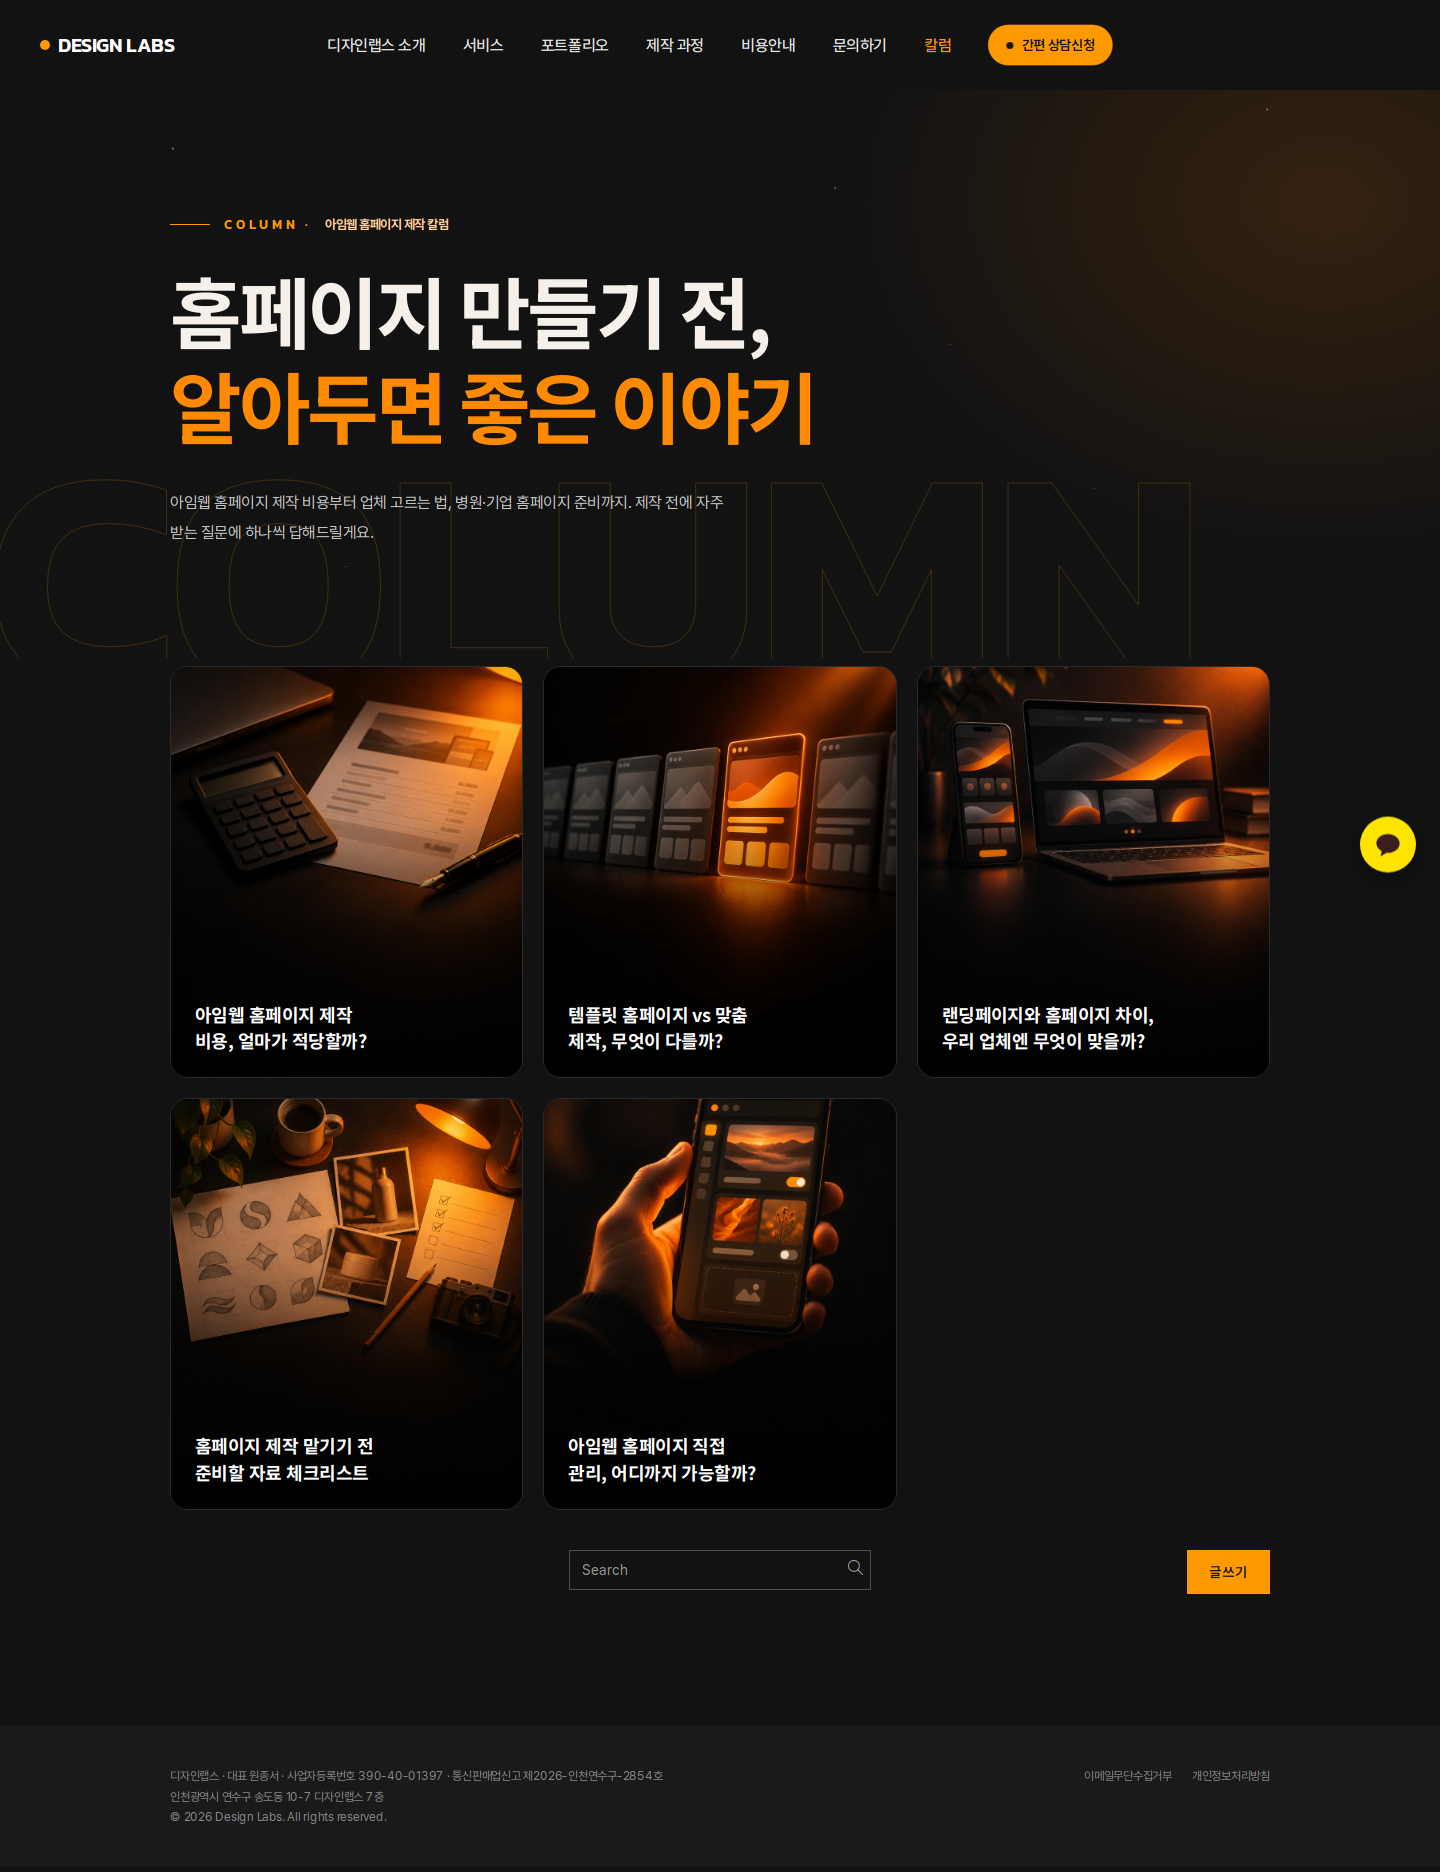 DESIGN LABS
디자인랩스 소개
서비스
포트폴리오
제작 과정
비용안내
문의하기
칼럼
간편 상담신청
COLUMN · 아임웹 홈페이지 제작 칼럼
홈페이지 만들기 전,
알아두면 좋은 이야기
COLUMN
아임웹 홈페이지 제작 비용부터 업체 고르는 법, 병원·기업 홈페이지 준비까지. 제작 전에 자주
받는 질문에 하나씩 답해드릴게요.
아임웹 홈페이지 제작
비용, 얼마가 적당할까?
템플릿 홈페이지 vs 맞춤
제작, 무엇이 다를까?
랜딩페이지와 홈페이지 차이,
우리 업체엔 무엇이 맞을까?
홈페이지 제작 맡기기 전
준비할 자료 체크리스트
아임웹 홈페이지 직접
관리, 어디까지 가능할까?
Search
글쓰기
디자인랩스 · 대표 원종서 · 사업자등록번호 390-40-01397 · 통신판매업신고 제2026-인천연수구-2854호
인천광역시 연수구 송도동 10-7 디자인랩스 7층
© 2026 Design Labs. All rights reserved.
이메일무단수집거부
개인정보처리방침